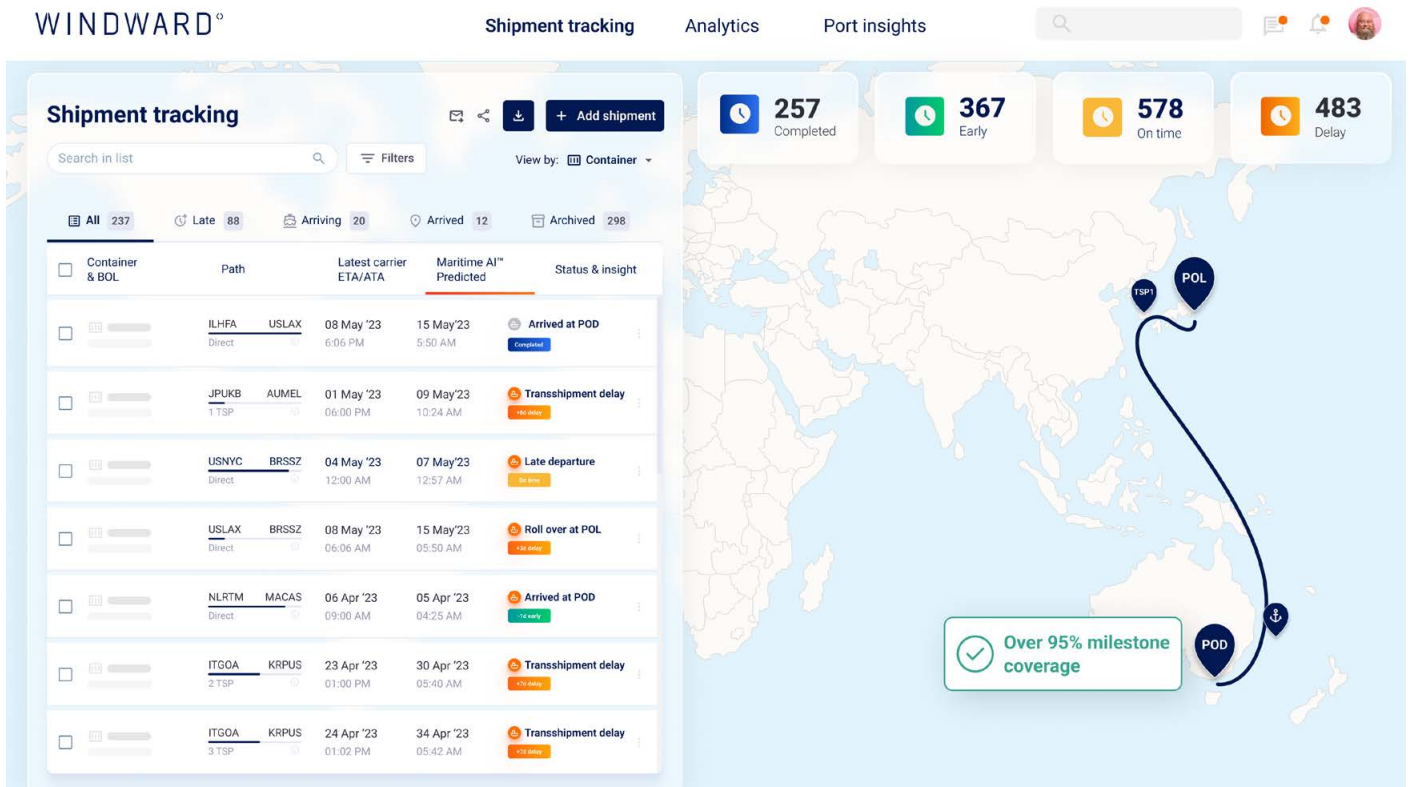 WINDWARD°
Shipment tracking
Analytics
Port insights
Shipment tracking
+ Add shipment
Search in list
Filters
View by: Container
All 237
Late 88
Arriving 20
Arrived 12
Archived 298
Container
& BOL
Path
Latest carrier
ETA/ATA
Maritime AI™
Predicted
Status & insight
ILHFA USLAX 08 May '23 15 May'23 Arrived at POD
Direct 6:06 PM 5:50 AM Completed
JPUKB AUMEL 01 May '23 09 May'23 Transshipment delay
1 TSP 06:00 PM 10:24 AM +8d delay
USNYC BRSSZ 04 May '23 07 May'23 Late departure
Direct 12:00 AM 12:57 AM On time
USLAX BRSSZ 08 May '23 15 May'23 Roll over at POL
Direct 06:06 AM 05:50 AM delay
NLRTM MACAS 06 Apr '23 05 Apr '23 Arrived at POD
Direct 09:00 AM 04:25 AM -1d early
ITGOA KRPUS 23 Apr '23 30 Apr '23 Transshipment delay
2 TSP 01:00 PM 05:40 AM +7d delay
ITGOA KRPUS 24 Apr '23 34 Apr '23 Transshipment delay
3 TSP 01:02 PM 05:42 AM delay
257
Completed
367
Early
578
On time
483
Delay
POL
TSP1
POD
Over 95% milestone
coverage